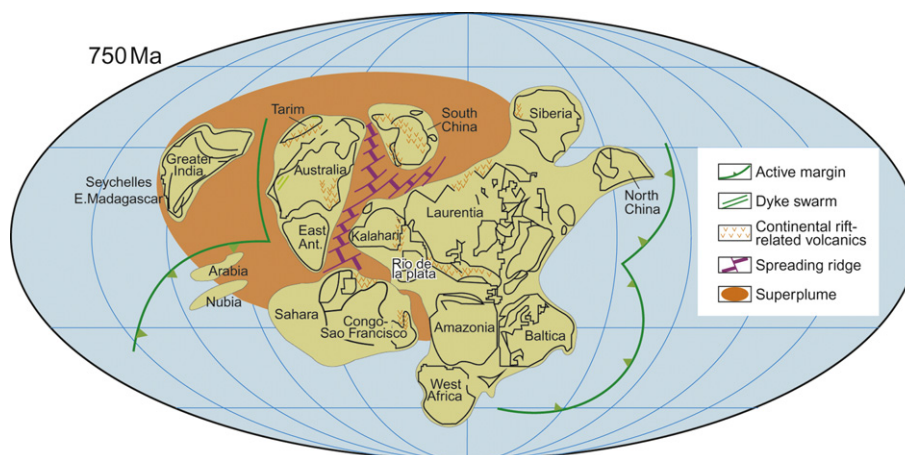 750 Ma
Tarim
South
China
Siberia
Greater
India
Seychelles
E.Madagascar
Australia
North
China
Laurentia
East
Ant.
Kalahari
Rio de
la plata
Arabia
Nubia
Sahara
Congo-
Sao Francisco
Amazonia
Baltica
West
Africa
Active margin
Dyke swarm
Continental rift-
related volcanics
Spreading ridge
Superplume